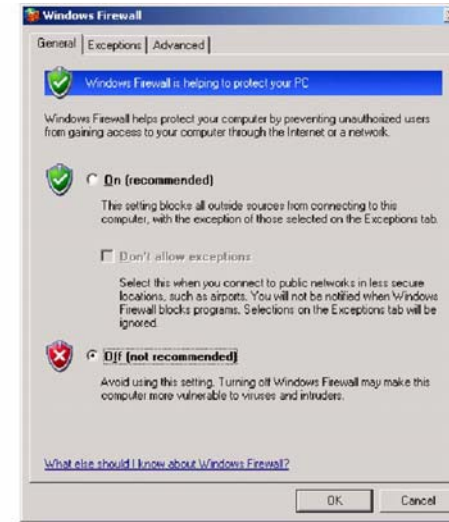 Windows Firewall
General Exceptions Advanced
Windows Firewall is helping to protect your PC
Windows Firewall helps protect your computer by preventing unauthorized users
from gaining access to your computer through the Internet or a network.
On (recommended)
This setting blocks all outside sources from connecting to this
computer, with the exception of those selected on the Exceptions tab.
Don't allow exceptions
Select this when you connect to public networks in less secure
locations, such as airports. You will not be notified when Windows
Firewall blocks programs. Selections on the Exceptions tab will be
ignored.
Off (not recommended)
Avoid using this setting. Turning off Windows Firewall may make this
computer more vulnerable to viruses and intruders.
What else should I know about Windows Firewall?
OK Cancel